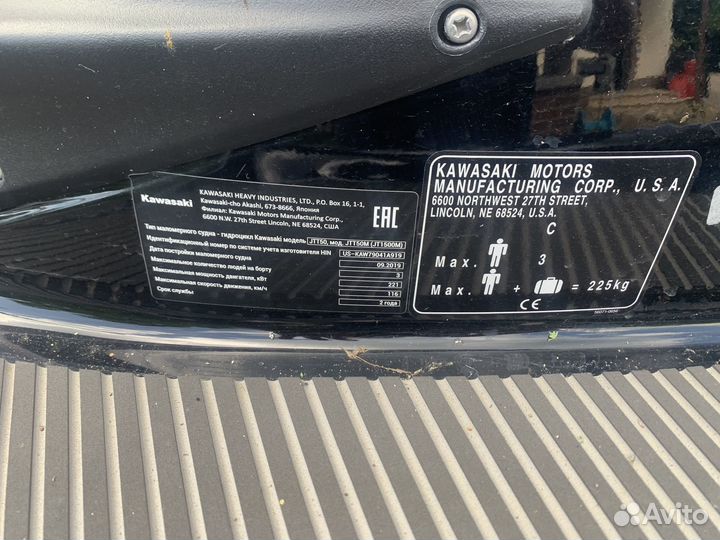 Kawasaki
KAWASAKI HEAVY INDUSTRIES, LTD., P.O. Box 16, 1-1,
Kawasaki-cho Akashi, 673-8666, Япония
Филиал: Kawasaki Motors Manufacturing Corp.,
6600 N.W. 27th Street Lincoln, NE 68524, США
EAC
Тип маломерного судна - гидроцикл Kawasaki модель JTT50, мод. JTT50M (JT1500M)
Идентификационный номер по системе учета изготовителя HIN US-KAW79041A919
Дата постройки маломерного судна 09.2019
Максимальное количество людей на борту 3
Максимальная мощность двигателя, кВт 221
Максимальная скорость движения, км/ч 116
Срок службы 2 года
KAWASAKI MOTORS
MANUFACTURING CORP., U.S.A.
6600 NORTHWEST 27TH STREET,
LINCOLN, NE 68524, U.S.A.
C
Max. 3
Max. + = 225kg
CE
Avito